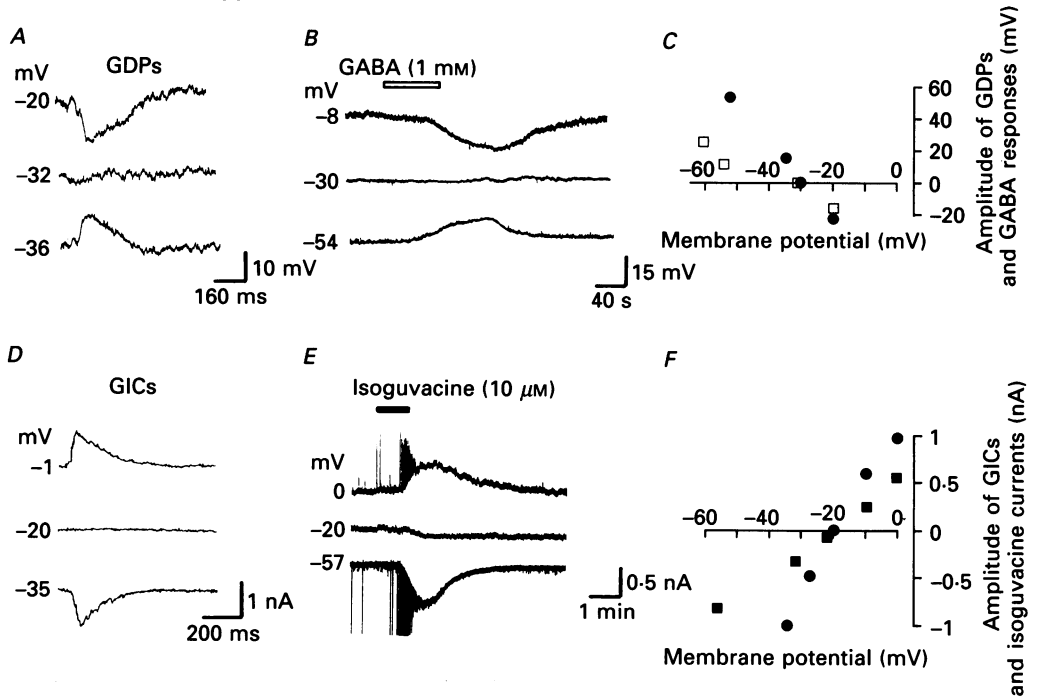 A
GDPs
mV
−20
−32
−36
10 mV
160 ms
B
GABA (1 mM)
mV
−8
−30
−54
15 mV
40 s
C
60
40
20
0
−20
−60 −40 −20 0
Membrane potential (mV)
Amplitude of GDPs
and GABA responses (mV)
D
GICs
mV
−1
−20
−35
1 nA
200 ms
E
Isoguvacine (10 μM)
mV
0
−20
−57
0·5 nA
1 min
F
1
0·5
0
−0·5
−1
−60 −40 −20 0
Membrane potential (mV)
Amplitude of GICs
and isoguvacine currents (nA)